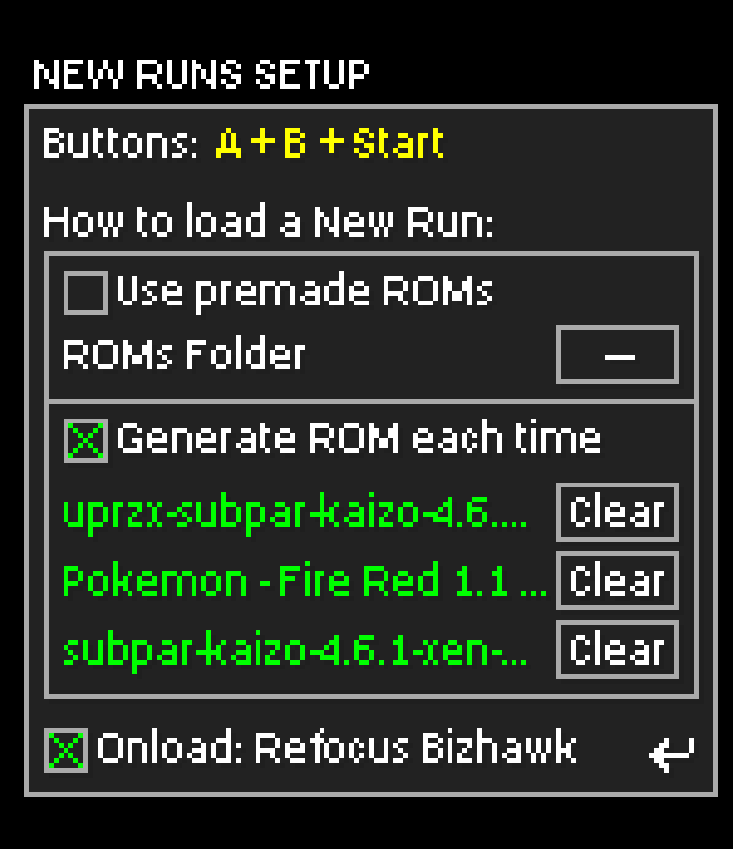 NEW RUNS SETUP
Buttons: A + B + Start
How to load a New Run:
Use premade ROMs
ROMs Folder –
Generate ROM each time
uprzx-subpar-kaizo-4.6.... Clear
Pokemon - Fire Red 1.1 ... Clear
subpar-kaizo-4.6.1-xen-... Clear
Onload: Refocus Bizhawk